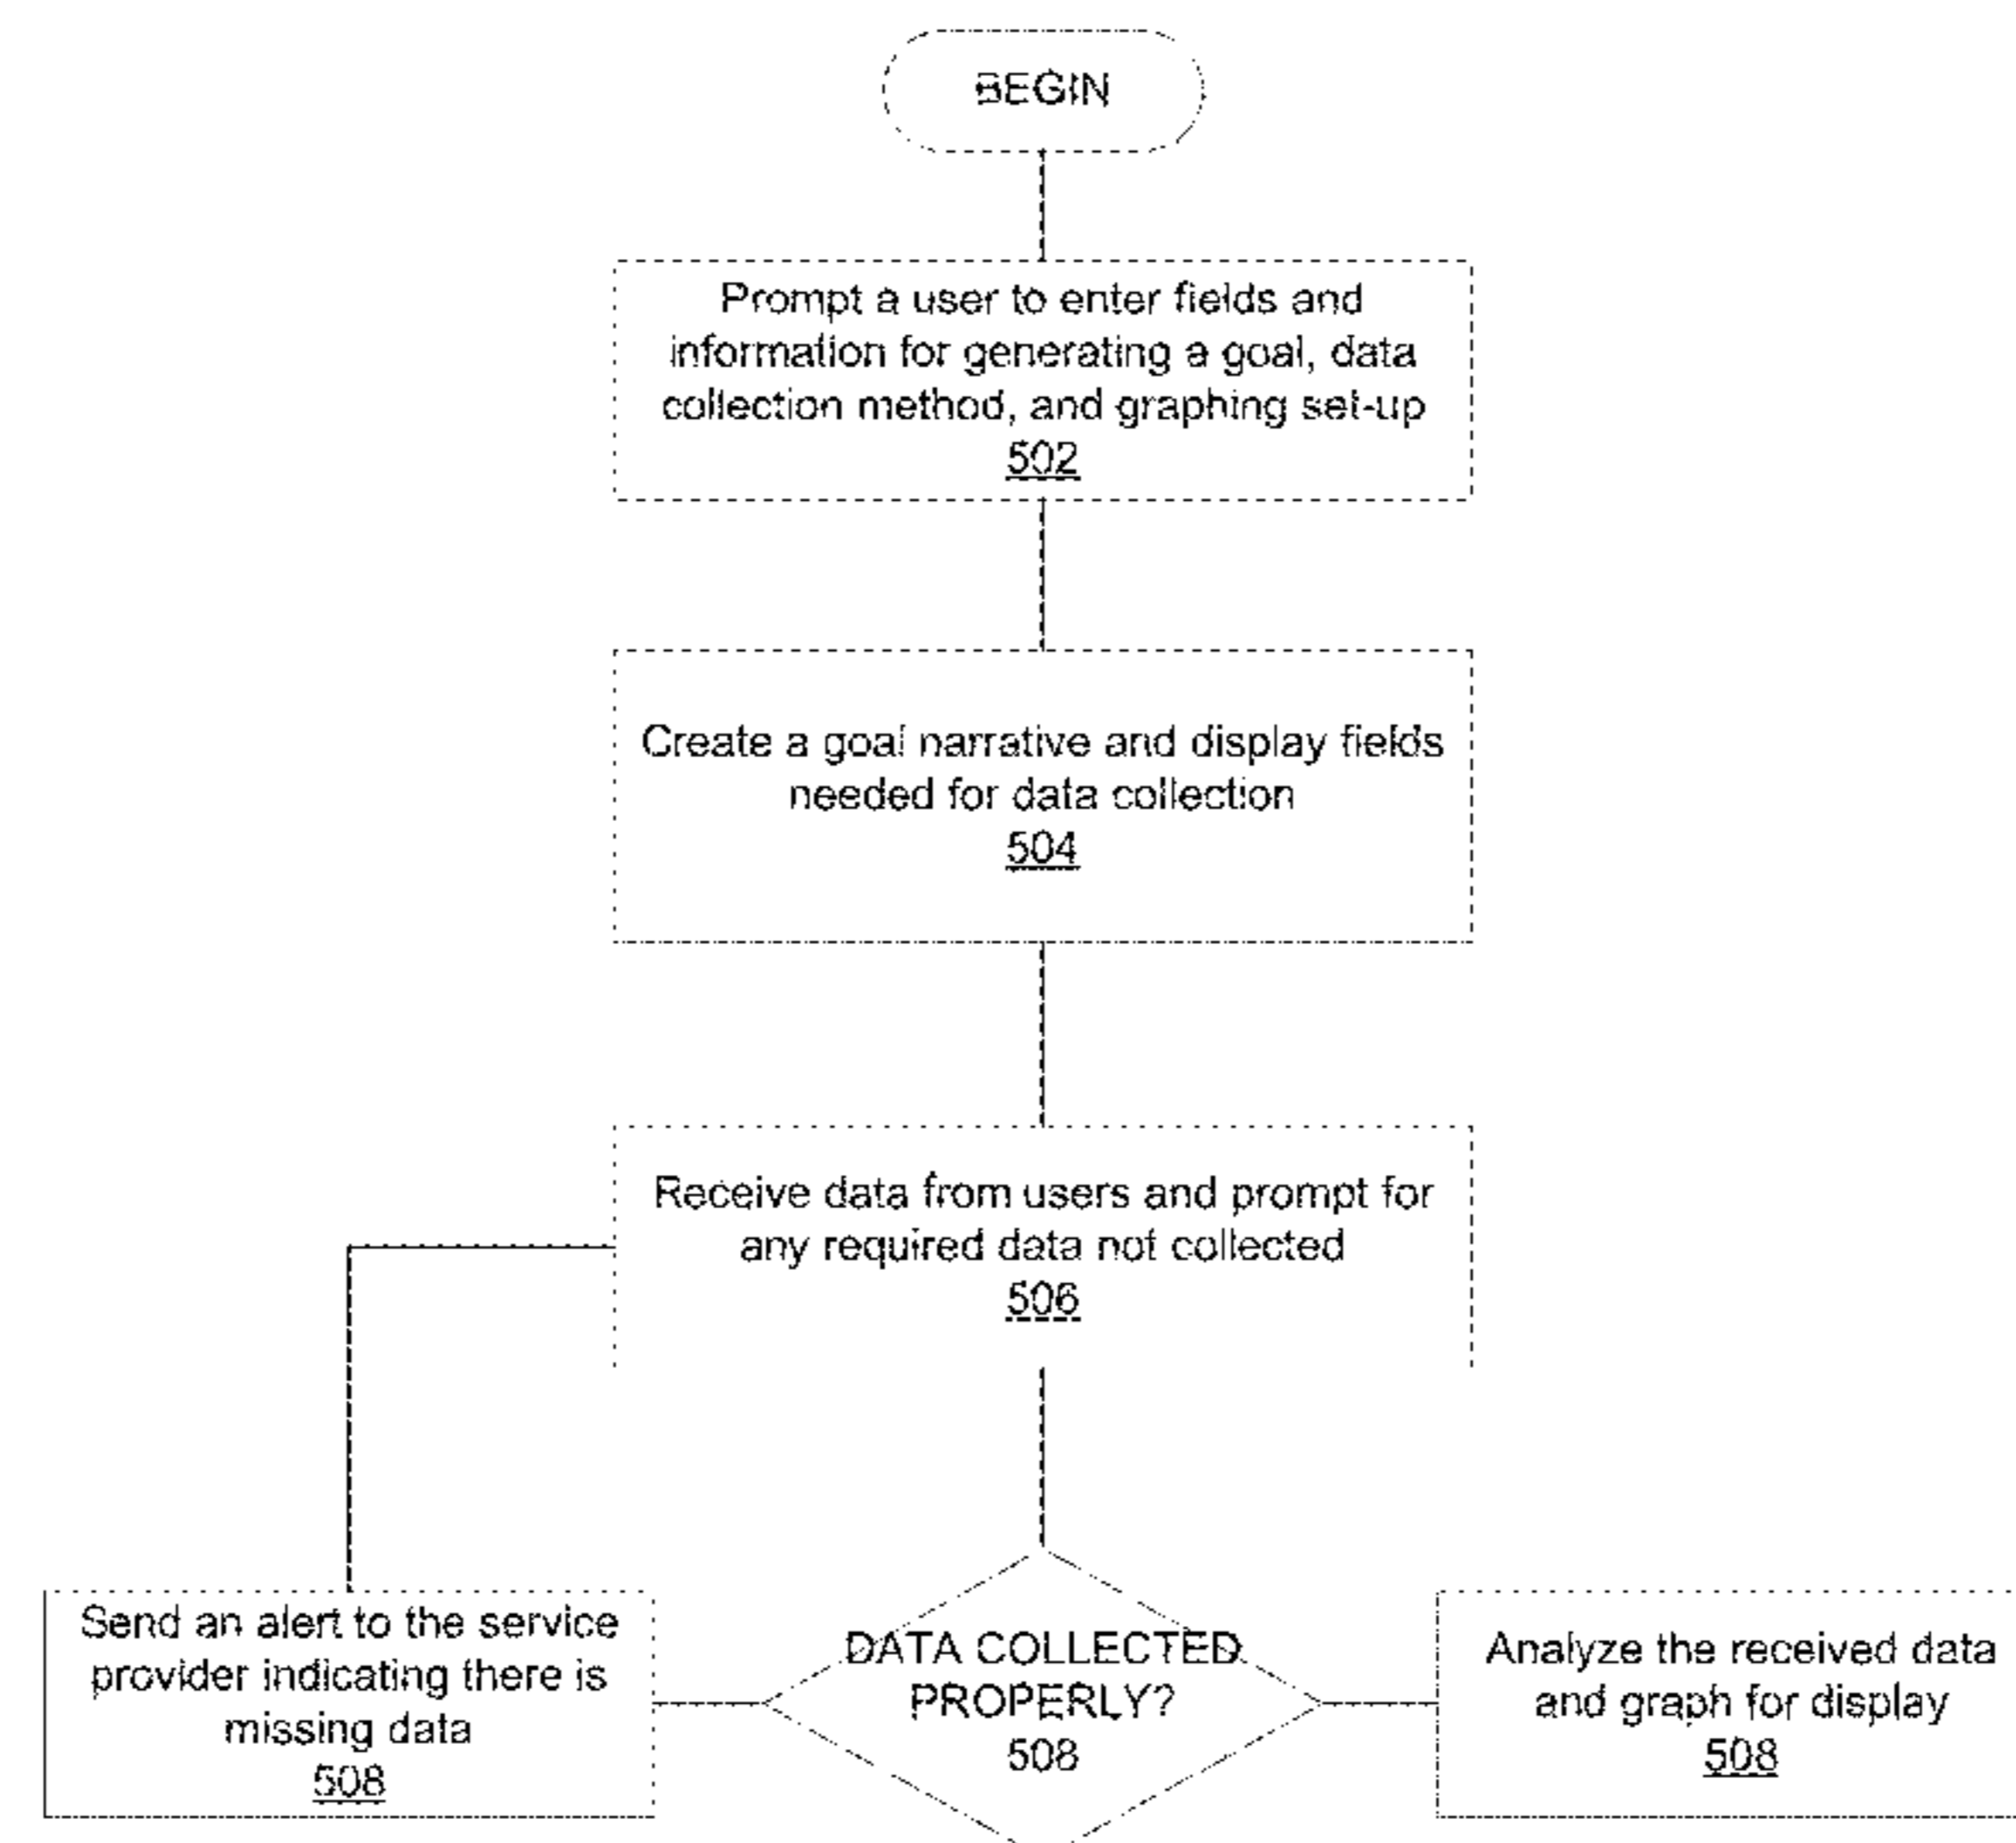 BEGIN
Prompt a user to enter fields and
information for generating a goal, data
collection method, and graphing set-up
502
Create a goal narrative and display fields
needed for data collection
504
Receive data from users and prompt for
any required data not collected
506
Send an alert to the service
provider indicating there is
missing data
508
DATA COLLECTED
PROPERLY?
508
Analyze the received data
and graph for display
508